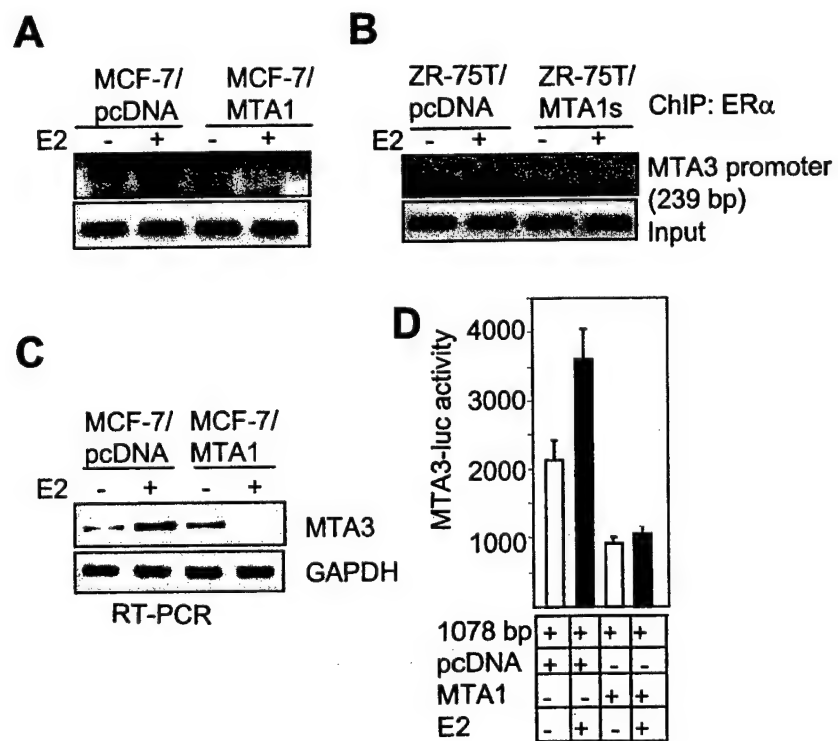 A
MCF-7/ MCF-7/
pcDNA MTA1
E2 - + - +
B
ZR-75T/ ZR-75T/
pcDNA MTA1s ChIP: ERα
E2 - + - +
MTA3 promoter
(239 bp)
Input
C
MCF-7/ MCF-7/
pcDNA MTA1
E2 - + - +
MTA3
GAPDH
RT-PCR
D
MTA3-luc activity
4000
3000
2000
1000
1078 bp + + + +
pcDNA + + - -
MTA1 - - + +
E2 - + - +